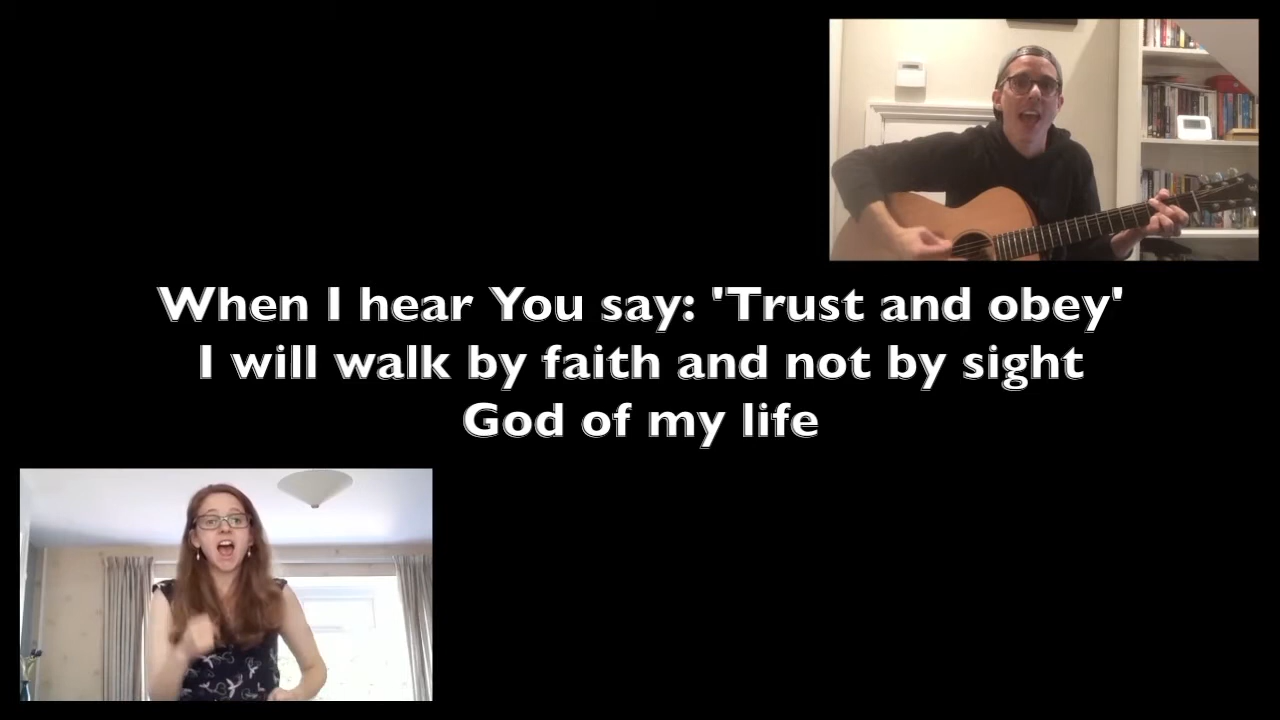 When I hear You say: 'Trust and obey'
I will walk by faith and not by sight
God of my life